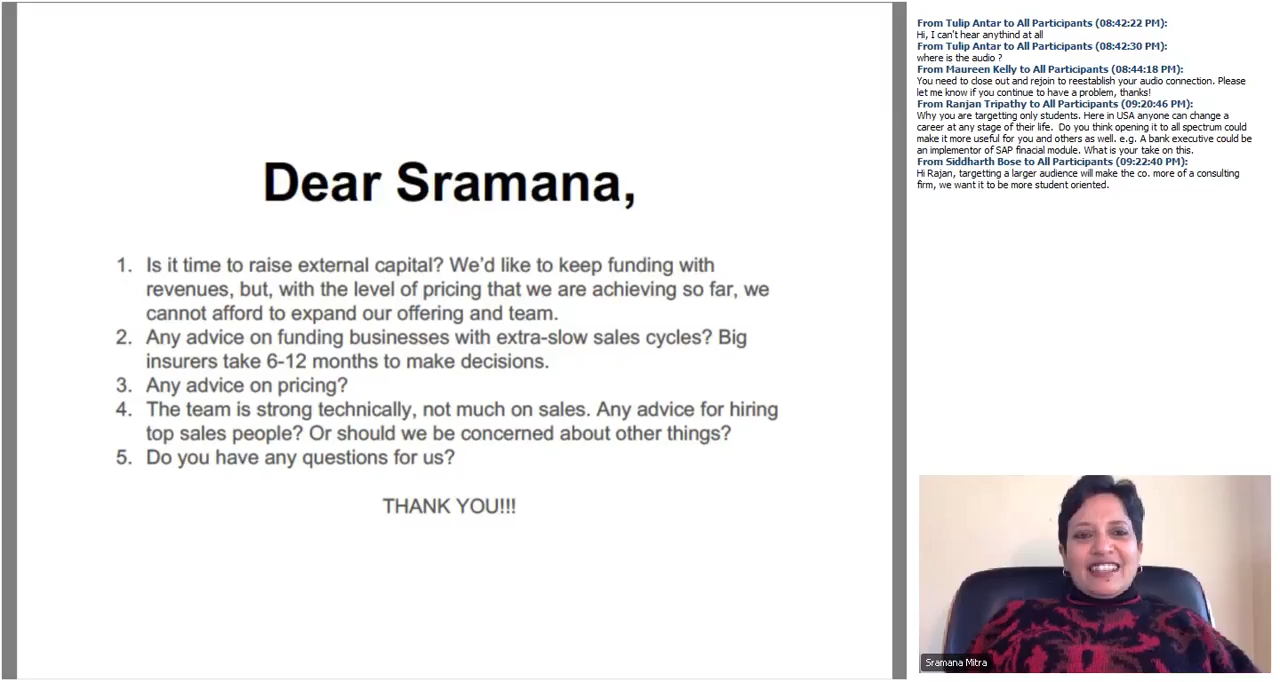 Dear Sramana,
1. Is it time to raise external capital? We'd like to keep funding with
revenues, but, with the level of pricing that we are achieving so far, we
cannot afford to expand our offering and team.
2. Any advice on funding businesses with extra-slow sales cycles? Big
insurers take 6-12 months to make decisions.
3. Any advice on pricing?
4. The team is strong technically, not much on sales. Any advice for hiring
top sales people? Or should we be concerned about other things?
5. Do you have any questions for us?
THANK YOU!!!
From Tulip Antar to All Participants (08:42:22 PM):
Hi, I can't hear anythind at all
From Tulip Antar to All Participants (08:42:30 PM):
where is the audio ?
From Maureen Kelly to All Participants (08:44:18 PM):
You need to close out and rejoin to reestablish your audio connection. Please
let me know if you continue to have a problem, thanks!
From Ranjan Tripathy to All Participants (09:20:46 PM):
Why you are targetting only students. Here in USA anyone can change a
career at any stage of their life.  Do you think opening it to all spectrum could
make it more useful for you and others as well. e.g. A bank executive could be
an implementor of SAP finacial module. What is your take on this.
From Siddharth Bose to All Participants (09:22:40 PM):
Hi Rajan, targetting a larger audience will make the co. more of a consulting
firm, we want it to be more student oriented.
Sramana Mitra